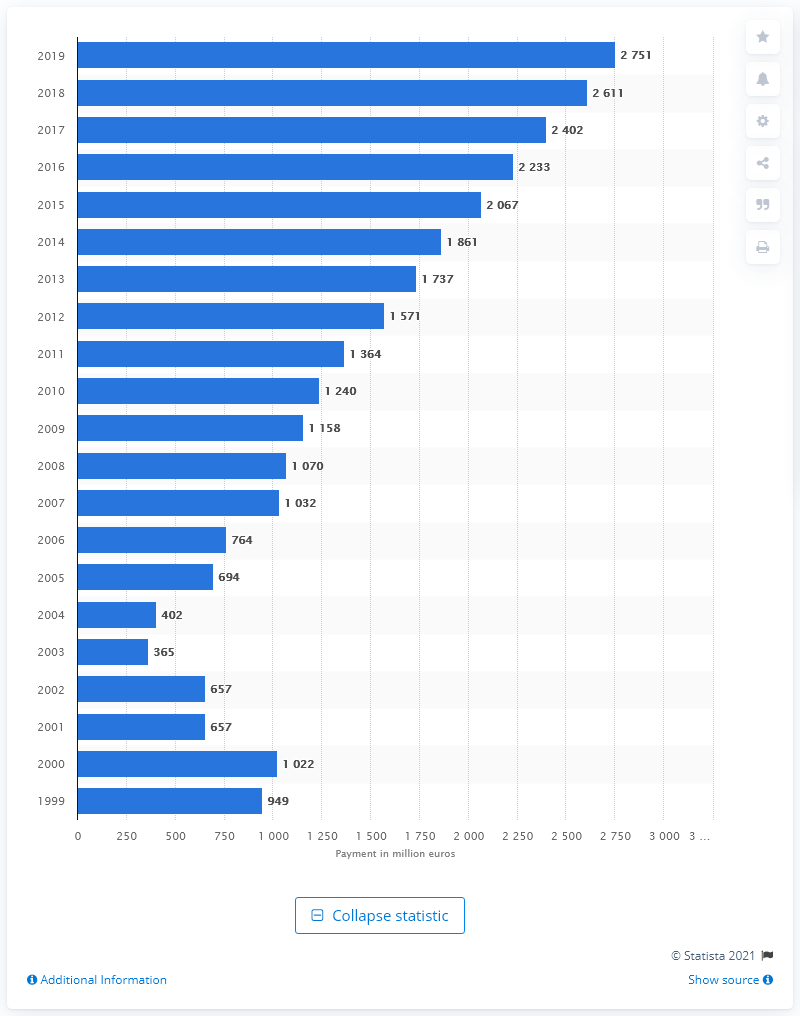 2019 2 751
2018 2 611
2017 2 402
2016 2 233
2015 2 067
2014 1 861
2013 1 737
2012 1 571
2011 1 364
2010 1 240
2009 1 158
2008 1 070
2007 1 032
2006 764
2005 694
2004 402
2003 365
2002 657
2001 657
2000 1 022
1999 949
0 250 500 750 1 000 1 250 1 500 1 750 2 000 2 250 2 500 2 750 3 000 3 ...
Payment in million euros
Collapse statistic
© Statista 2021
Additional Information
Show source